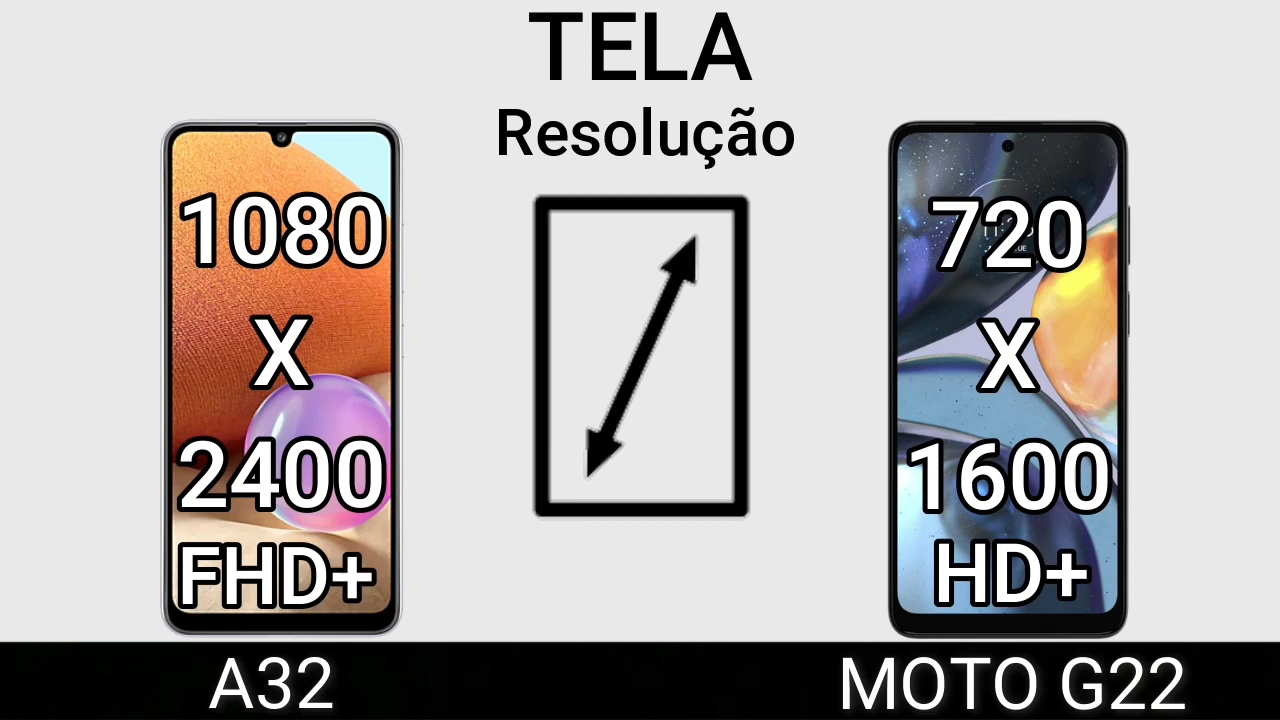 TELA
Resolução
1080
X
2400
FHD+
720
X
1600
HD+
A32
MOTO G22